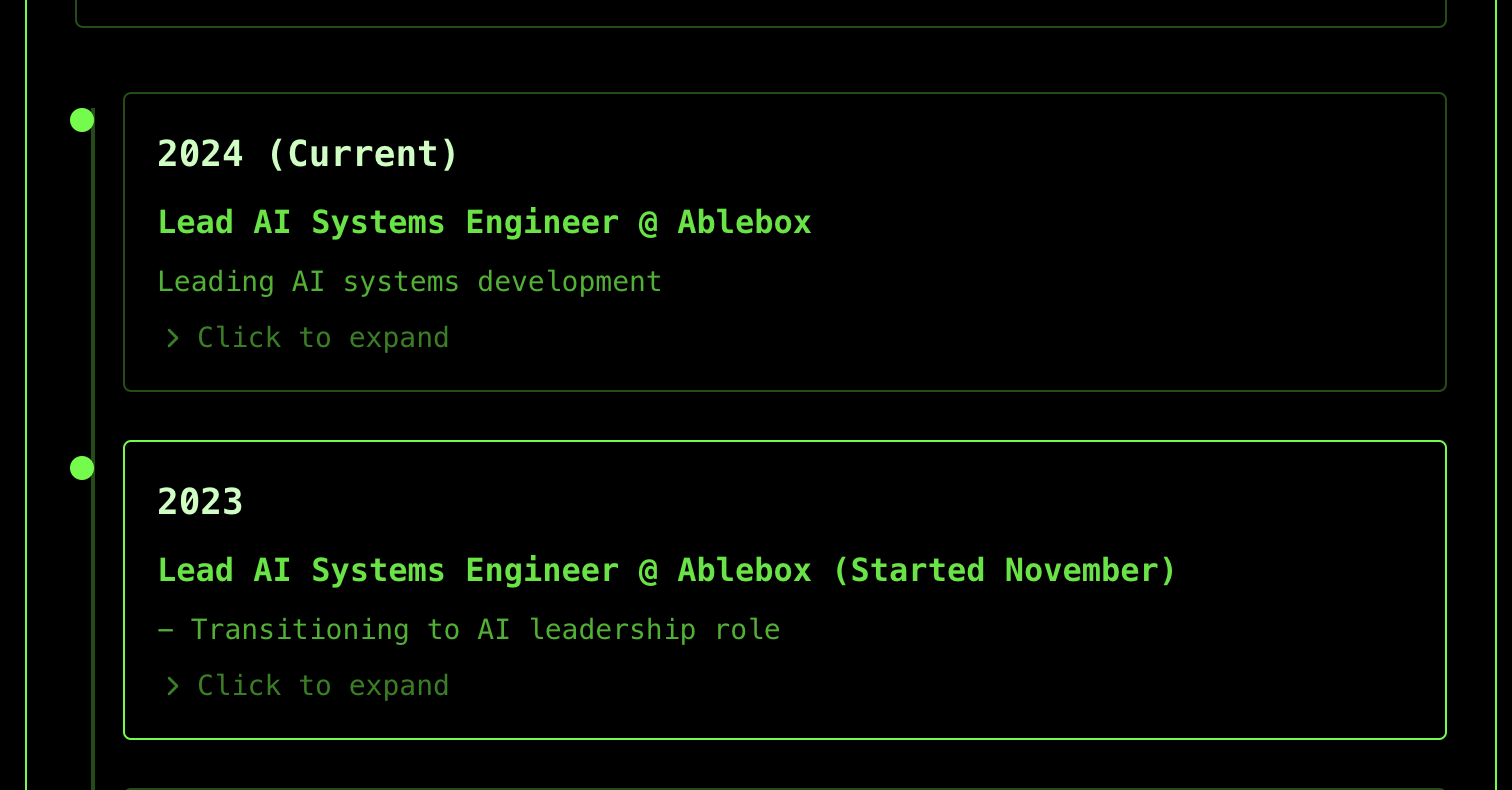 2024 (Current)
Lead AI Systems Engineer @ Ablebox
Leading AI systems development
> Click to expand
2023
Lead AI Systems Engineer @ Ablebox (Started November)
– Transitioning to AI leadership role
> Click to expand